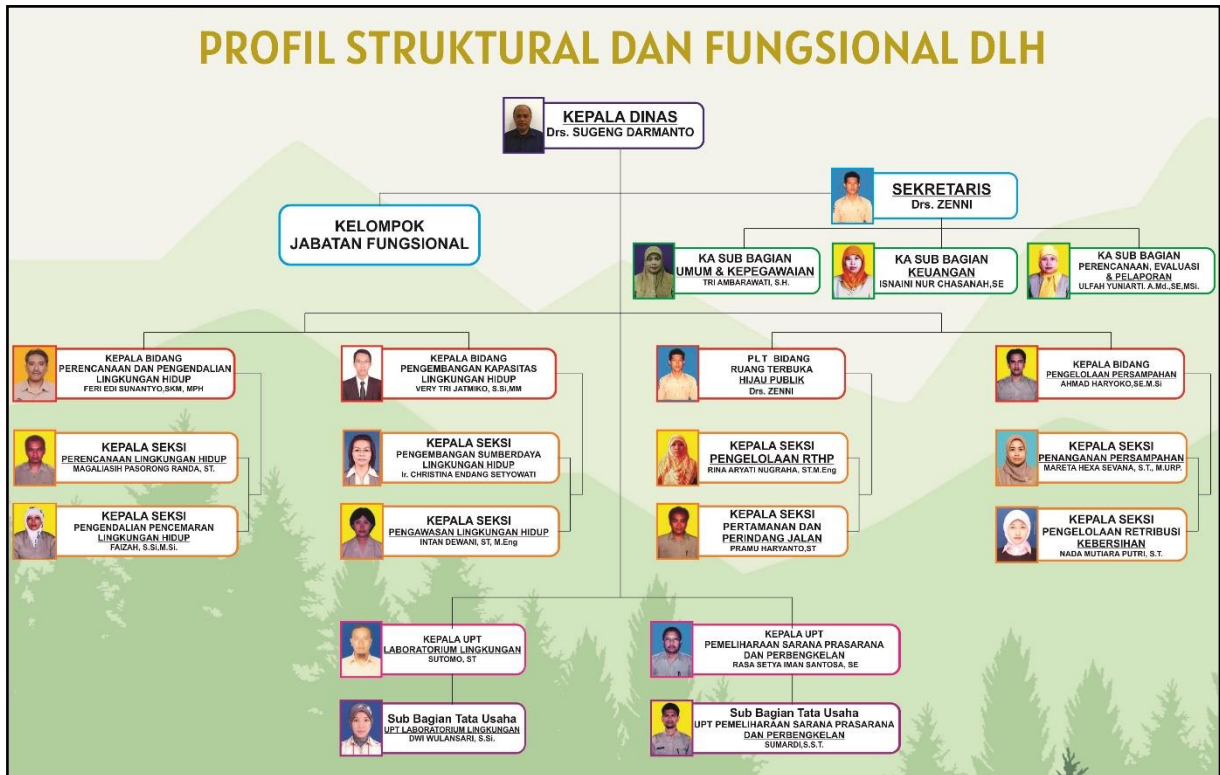 PROFIL STRUKTURAL DAN FUNGSIONAL DLH
KEPALA DINAS
Drs. SUGENG DARMANTO
SEKRETARIS
Drs. ZENNI
KELOMPOK
JABATAN FUNGSIONAL
KA SUB BAGIAN
UMUM & KEPEGAWAIAN
TRI AMBARAWATI, S.H.
KA SUB BAGIAN
KEUANGAN
ISNAINI NUR CHASANAH,SE
KA SUB BAGIAN
PERENCANAAN, EVALUASI
& PELAPORAN
ULFAH YUNIARTI. A.Md.,SE,MSi.
KEPALA BIDANG
PERENCANAAN DAN PENGENDALIAN
LINGKUNGAN HIDUP
FERI EDI SUNANTYO,SKM, MPH
KEPALA BIDANG
PENGEMBANGAN KAPASITAS
LINGKUNGAN HIDUP
VERY TRI JATMIKO, S.Si,MM
PLT BIDANG
RUANG TERBUKA
HIJAU PUBLIK
Drs. ZENNI
KEPALA BIDANG
PENGELOLAAN PERSAMPAHAN
AHMAD HARYOKO,SE.M.Si
KEPALA SEKSI
PERENCANAAN LINGKUNGAN HIDUP
MAGALIASIH PASORONG RANDA, ST.
KEPALA SEKSI
PENGEMBANGAN SUMBERDAYA
LINGKUNGAN HIDUP
Ir. CHRISTINA ENDANG SETYOWATI
KEPALA SEKSI
PENGELOLAAN RTHP
RINA ARYATI NUGRAHA, ST.M.Eng
KEPALA SEKSI
PENANGANAN PERSAMPAHAN
MARETA HEXA SEVANA, S.T., M.URP.
KEPALA SEKSI
PENGENDALIAN PENCEMARAN
LINGKUNGAN HIDUP
FAIZAH, S.Si,M.Si.
KEPALA SEKSI
PENGAWASAN LINGKUNGAN HIDUP
INTAN DEWANI, ST, M.Eng
KEPALA SEKSI
PERTAMANAN DAN
PERINDANG JALAN
PRAMU HARYANTO,ST
KEPALA SEKSI
PENGELOLAAN RETRIBUSI
KEBERSIHAN
NADA MUTIARA PUTRI, S.T.
KEPALA UPT
LABORATORIUM LINGKUNGAN
SUTOMO, ST
KEPALA UPT
PEMELIHARAAN SARANA PRASARANA
DAN PERBENGKELAN
RASA SETYA IMAN SANTOSA, SE
Sub Bagian Tata Usaha
UPT LABORATORIUM LINGKUNGAN
DWI WULANSARI, S.Si.
Sub Bagian Tata Usaha
UPT PEMELIHARAAN SARANA PRASARANA
DAN PERBENGKELAN
SUMARDI,S.S.T.